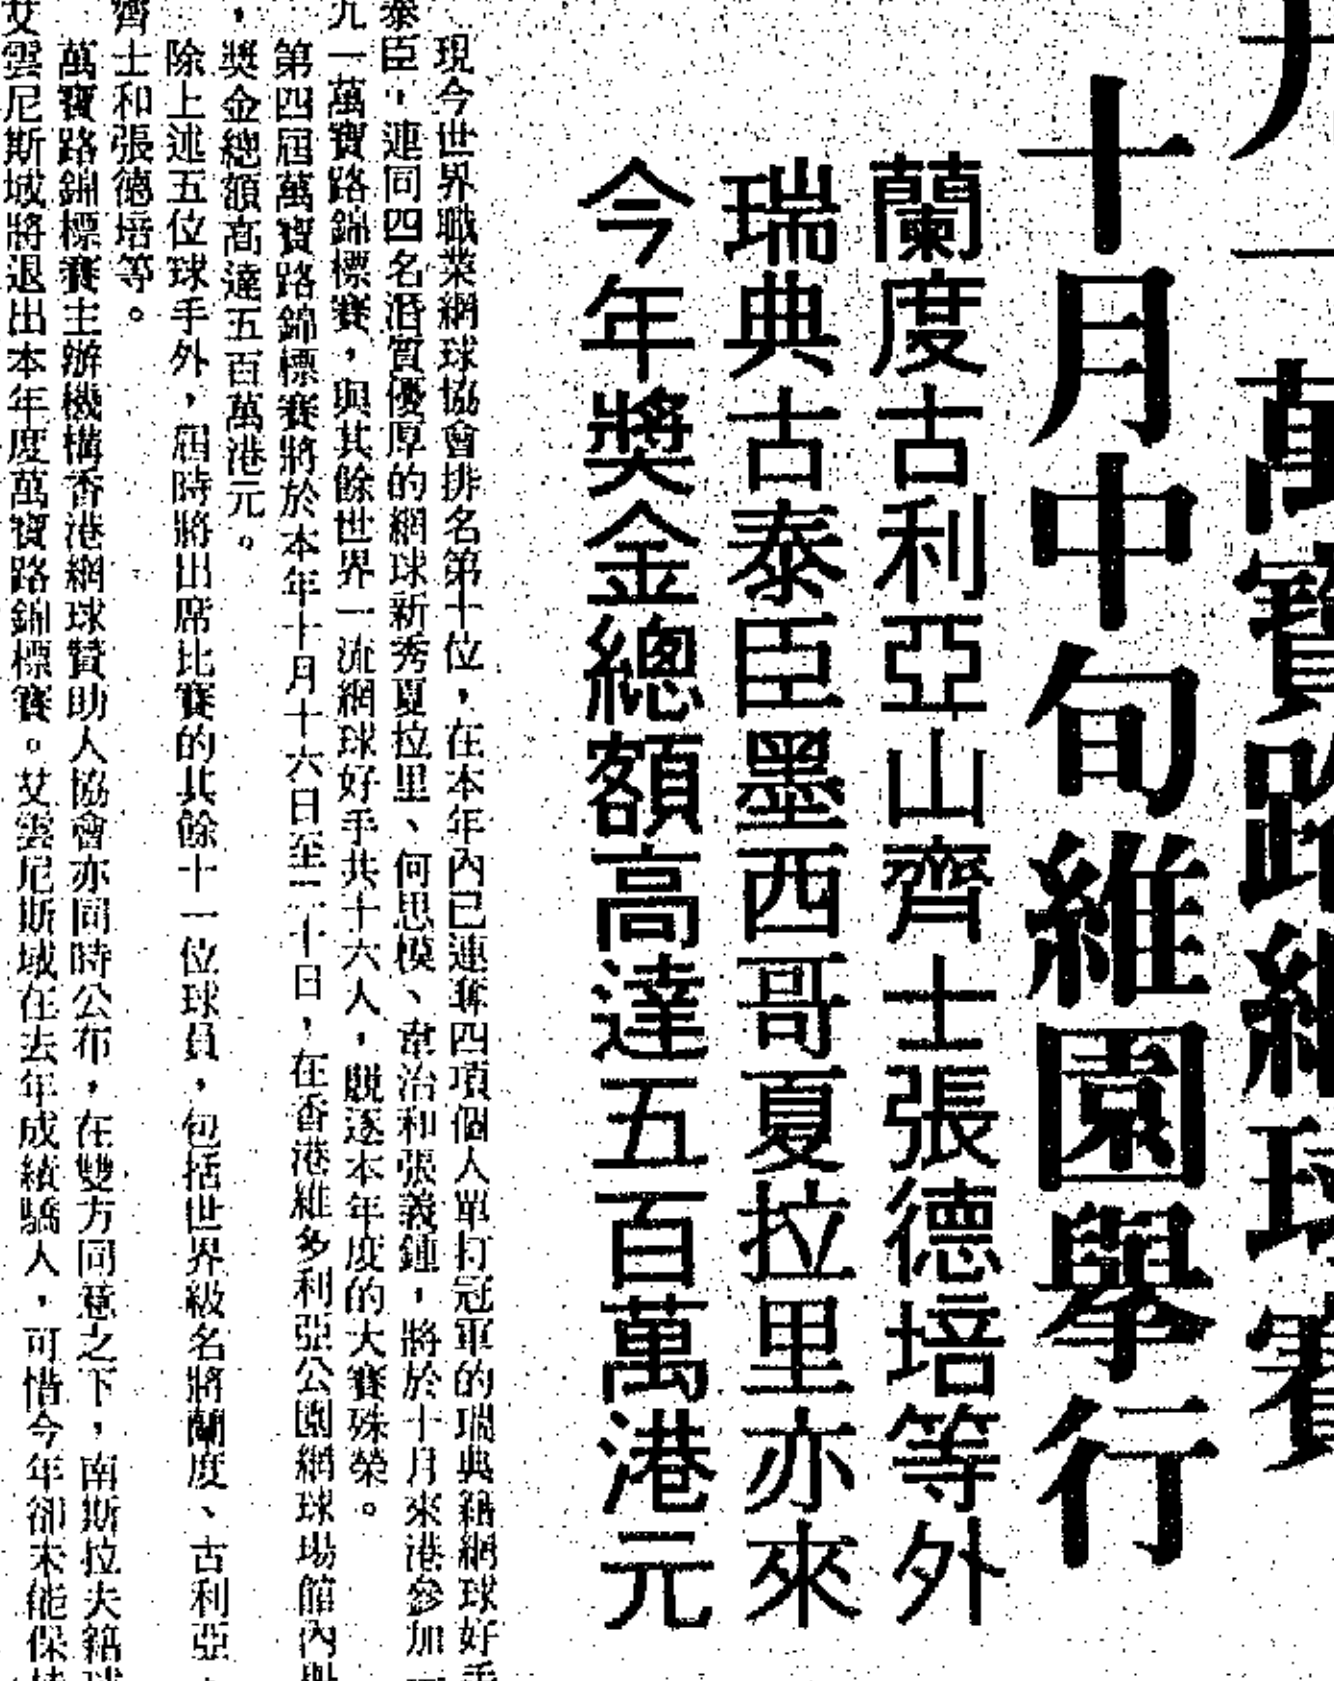 九一萬寶路網球賽
十月中旬維園舉行
蘭度古利亞山齊士張德培等外
瑞典古泰臣墨西哥夏拉里亦來
今年獎金總額高達五百萬港元
現今世界職業網球協會排名第十位，在本年內已連奪四項個人單打冠軍的瑞典籍網球好手
泰臣，連同四名潛質優厚的網球新秀夏拉里、何思模、韋治和張義鍾，將於十月來港參加
九一萬寶路錦標賽，與其餘世界一流網球好手共十六人，競逐本年度的大賽殊榮。
第四屆萬寶路錦標賽將於本年十月十六日至二十日，在香港維多利亞公園網球場館內舉
，獎金總額高達五百萬港元。
除上述五位球手外，屆時將出席比賽的其餘十一位球員，包括世界級名將蘭度、古利亞、
齊士和張德培等。
萬寶路錦標賽主辦機構香港網球贊助人協會亦同時公布，在雙方同意之下，南斯拉夫籍球
艾雲尼斯域將退出本年度萬寶路錦標賽。艾雲尼斯域在去年成績驕人，可惜今年卻未能保持